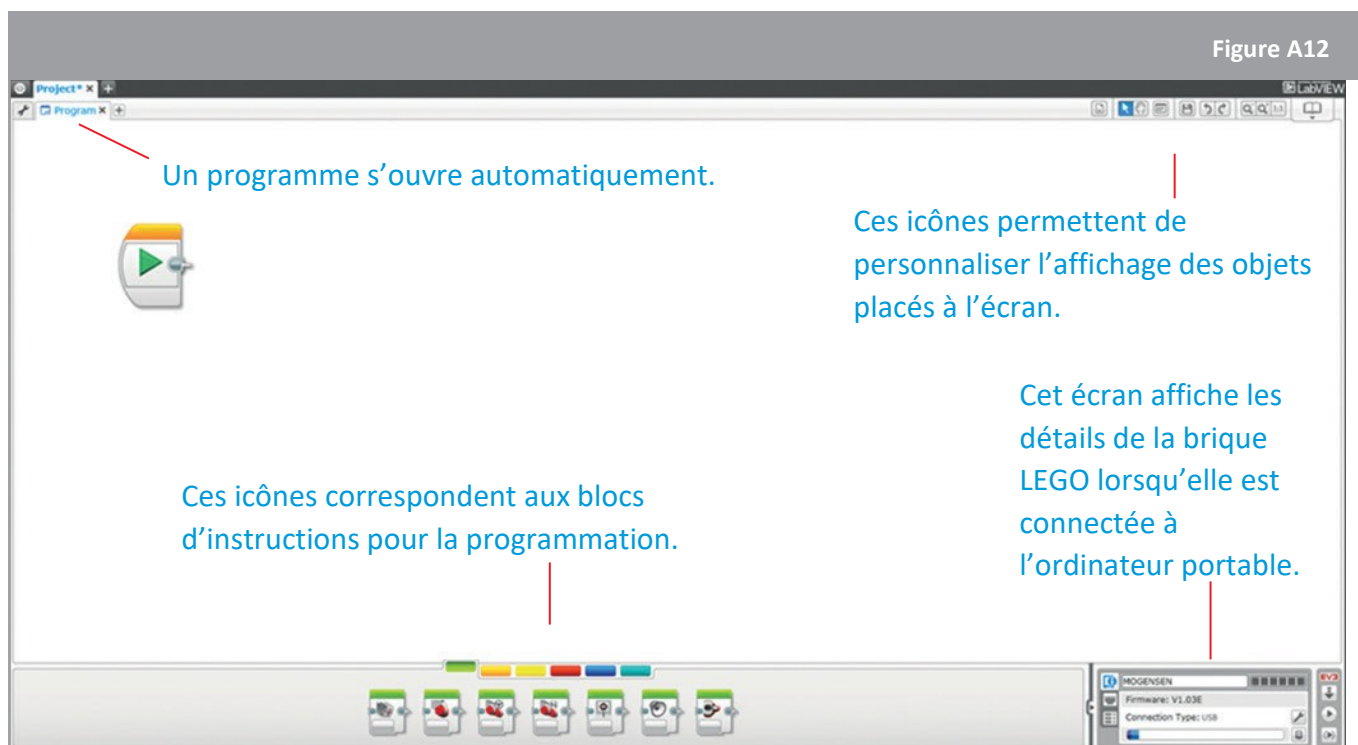 Figure A12
Project* × +
LabVIEW
Program × +
Un programme s’ouvre automatiquement.
Ces icônes permettent de
personnaliser l’affichage des objets
placés à l’écran.
Cet écran affiche les
détails de la brique
LEGO lorsqu’elle est
connectée à
l’ordinateur portable.
Ces icônes correspondent aux blocs
d’instructions pour la programmation.
MOGENSEN
EV3
Firmware: V1.03E
Connection Type: USB